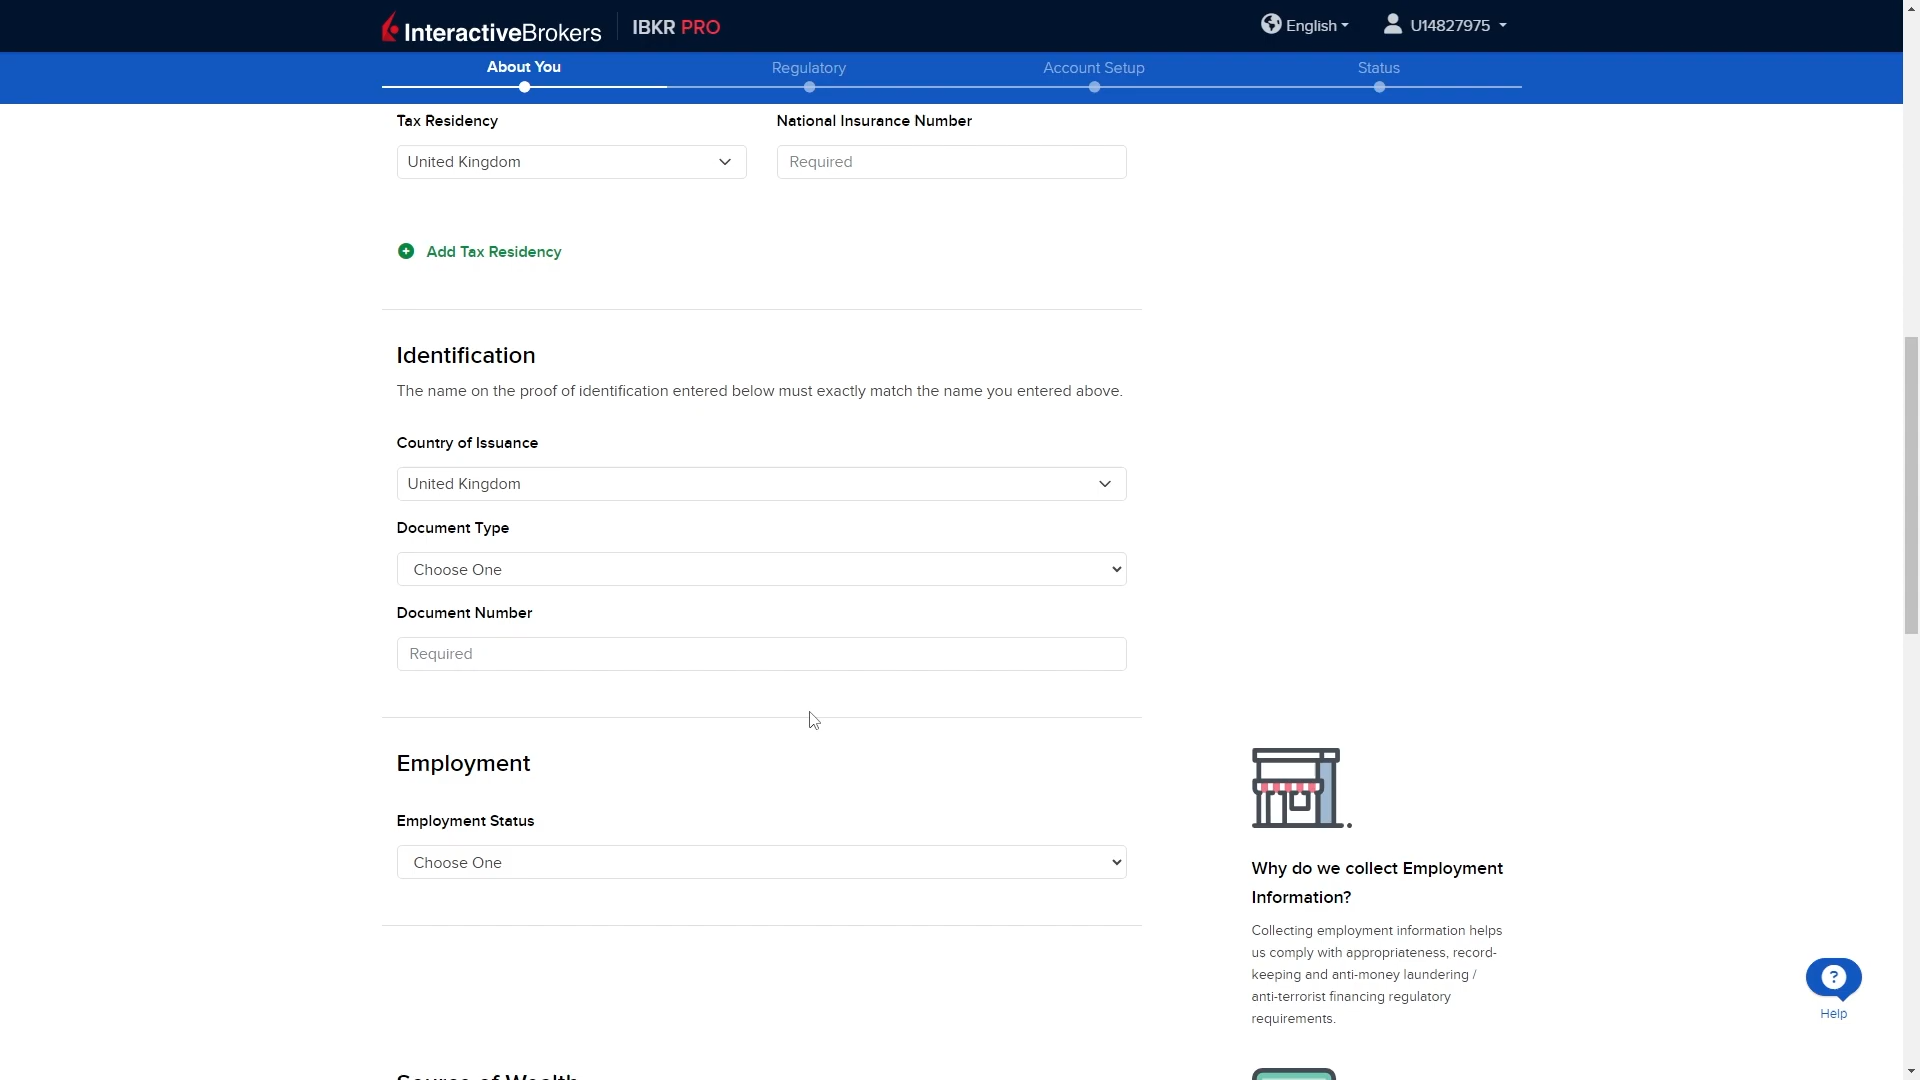 InteractiveBrokers IBKR PRO English U14827975
About You Regulatory Account Setup Status
Tax Residency National Insurance Number
United Kingdom Required
Add Tax Residency
Identification
The name on the proof of identification entered below must exactly match the name you entered above.
Country of Issuance
United Kingdom
Document Type
Choose One
Document Number
Required
Employment
Employment Status
Choose One
Why do we collect Employment
Information?
Collecting employment information helps
us comply with appropriateness, record-
keeping and anti-money laundering /
anti-terrorist financing regulatory
requirements.
?
Help
Source of Wealth